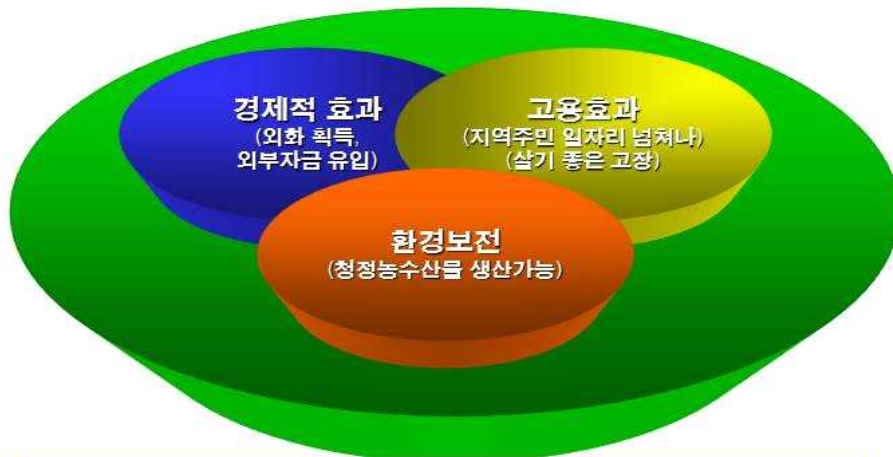 경제적 효과
(외화 획득,
외부자금 유입)
고용효과
(지역주민 일자리 넘쳐나)
(살기 좋은 고장)
환경보전
(청정농수산물 생산가능)